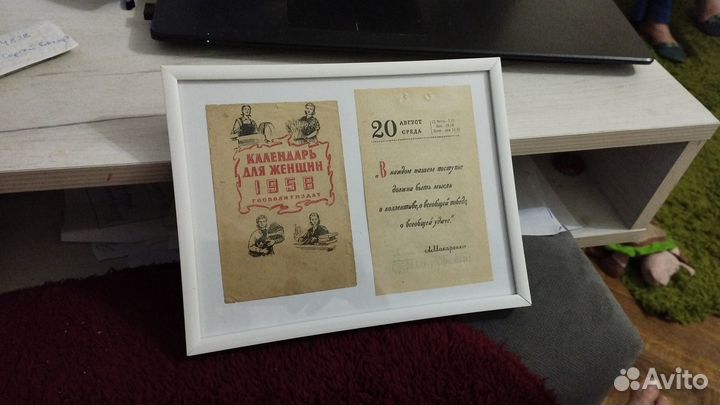 КАЛЕНДАРЬ
ДЛЯ ЖЕНЩИН
1958
ГОСПОЛИТИЗДАТ
20 АВГУСТ
СРЕДА
„В каждом нашем поступке
должна быть мысль
о коллективе, о всеобщей победе,
о всеобщей удаче."
А. Макаренко
Avito